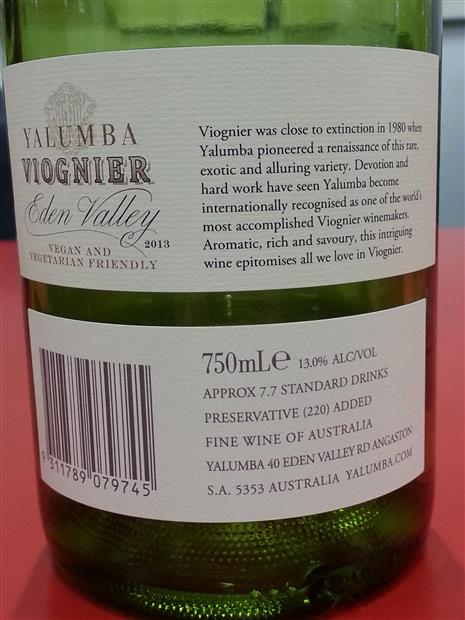 YALUMBA
VIOGNIER
Eden Valley
2013
VEGAN AND
VEGETARIAN FRIENDLY
Viognier was close to extinction in 1980 when
Yalumba pioneered a renaissance of this rare,
exotic and alluring variety. Devotion and
hard work have seen Yalumba become
internationally recognised as one of the world's
most accomplished Viognier winemakers.
Aromatic, rich and savoury, this intriguing
wine epitomises all we love in Viognier.
750mLe 13.0% ALC/VOL
APPROX 7.7 STANDARD DRINKS
PRESERVATIVE (220) ADDED
FINE WINE OF AUSTRALIA
YALUMBA 40 EDEN VALLEY RD ANGASTON
S.A. 5353 AUSTRALIA YALUMBA.COM
9 311789 079745